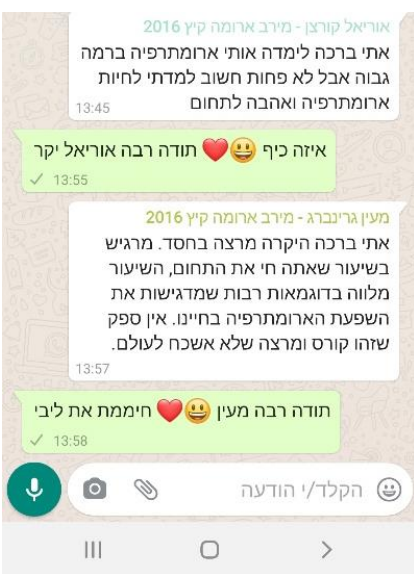 אוריאל קורצן - מירב ארומה קיץ 2016
אתי ברכה לימדה אותי ארומתרפיה ברמה
גבוה אבל לא פחות חשוב למדתי לחיות
ארומתרפיה ואהבה לתחום
13:45
איזה כיף 😃❤️ תודה רבה אוריאל יקר
13:55
מעין גרינברג - מירב ארומה קיץ 2016
אתי ברכה היקרה מרצה בחסד. מרגיש
בשיעור שאתה חי את התחום, השיעור
מלווה בדוגמאות רבות שמדגישות את
השפעת הארומתרפיה בחיינו. אין ספק
שזהו קורס ומרצה שלא אשכח לעולם.
13:57
תודה רבה מעין 😃❤️ חיממת את ליבי
13:58
הקלד/י הודעה